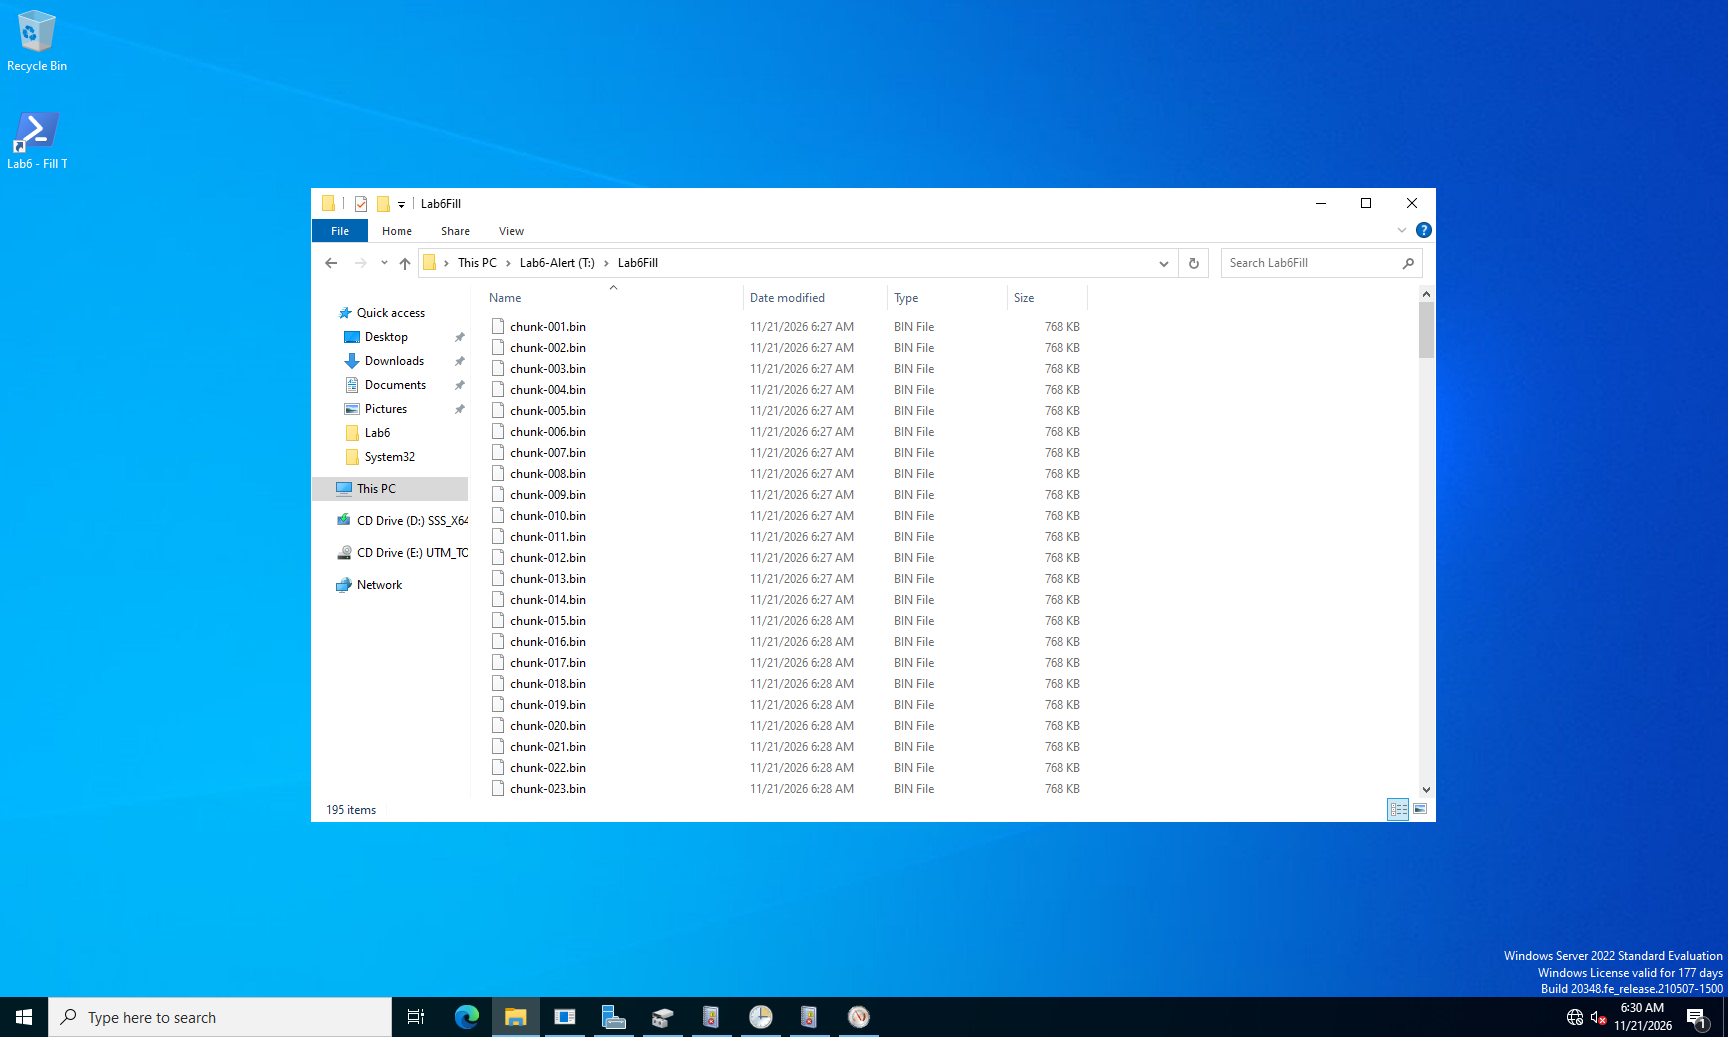 Recycle Bin
Lab6 - Fill T
Lab6Fill
File Home Share View
This PC Lab6-Alert (T:) Lab6Fill
Search Lab6Fill
Name Date modified Type Size
Quick access
Desktop
Downloads
Documents
Pictures
Lab6
System32
This PC
CD Drive (D:) SSS_X64
CD Drive (E:) UTM_TO
Network
chunk-001.bin 11/21/2026 6:27 AM BIN File 768 KB
chunk-002.bin 11/21/2026 6:27 AM BIN File 768 KB
chunk-003.bin 11/21/2026 6:27 AM BIN File 768 KB
chunk-004.bin 11/21/2026 6:27 AM BIN File 768 KB
chunk-005.bin 11/21/2026 6:27 AM BIN File 768 KB
chunk-006.bin 11/21/2026 6:27 AM BIN File 768 KB
chunk-007.bin 11/21/2026 6:27 AM BIN File 768 KB
chunk-008.bin 11/21/2026 6:27 AM BIN File 768 KB
chunk-009.bin 11/21/2026 6:27 AM BIN File 768 KB
chunk-010.bin 11/21/2026 6:27 AM BIN File 768 KB
chunk-011.bin 11/21/2026 6:27 AM BIN File 768 KB
chunk-012.bin 11/21/2026 6:27 AM BIN File 768 KB
chunk-013.bin 11/21/2026 6:27 AM BIN File 768 KB
chunk-014.bin 11/21/2026 6:27 AM BIN File 768 KB
chunk-015.bin 11/21/2026 6:28 AM BIN File 768 KB
chunk-016.bin 11/21/2026 6:28 AM BIN File 768 KB
chunk-017.bin 11/21/2026 6:28 AM BIN File 768 KB
chunk-018.bin 11/21/2026 6:28 AM BIN File 768 KB
chunk-019.bin 11/21/2026 6:28 AM BIN File 768 KB
chunk-020.bin 11/21/2026 6:28 AM BIN File 768 KB
chunk-021.bin 11/21/2026 6:28 AM BIN File 768 KB
chunk-022.bin 11/21/2026 6:28 AM BIN File 768 KB
chunk-023.bin 11/21/2026 6:28 AM BIN File 768 KB
195 items
Windows Server 2022 Standard Evaluation
Windows License valid for 177 days
Build 20348.fe_release.210507-1500
Type here to search
6:30 AM
11/21/2026
1